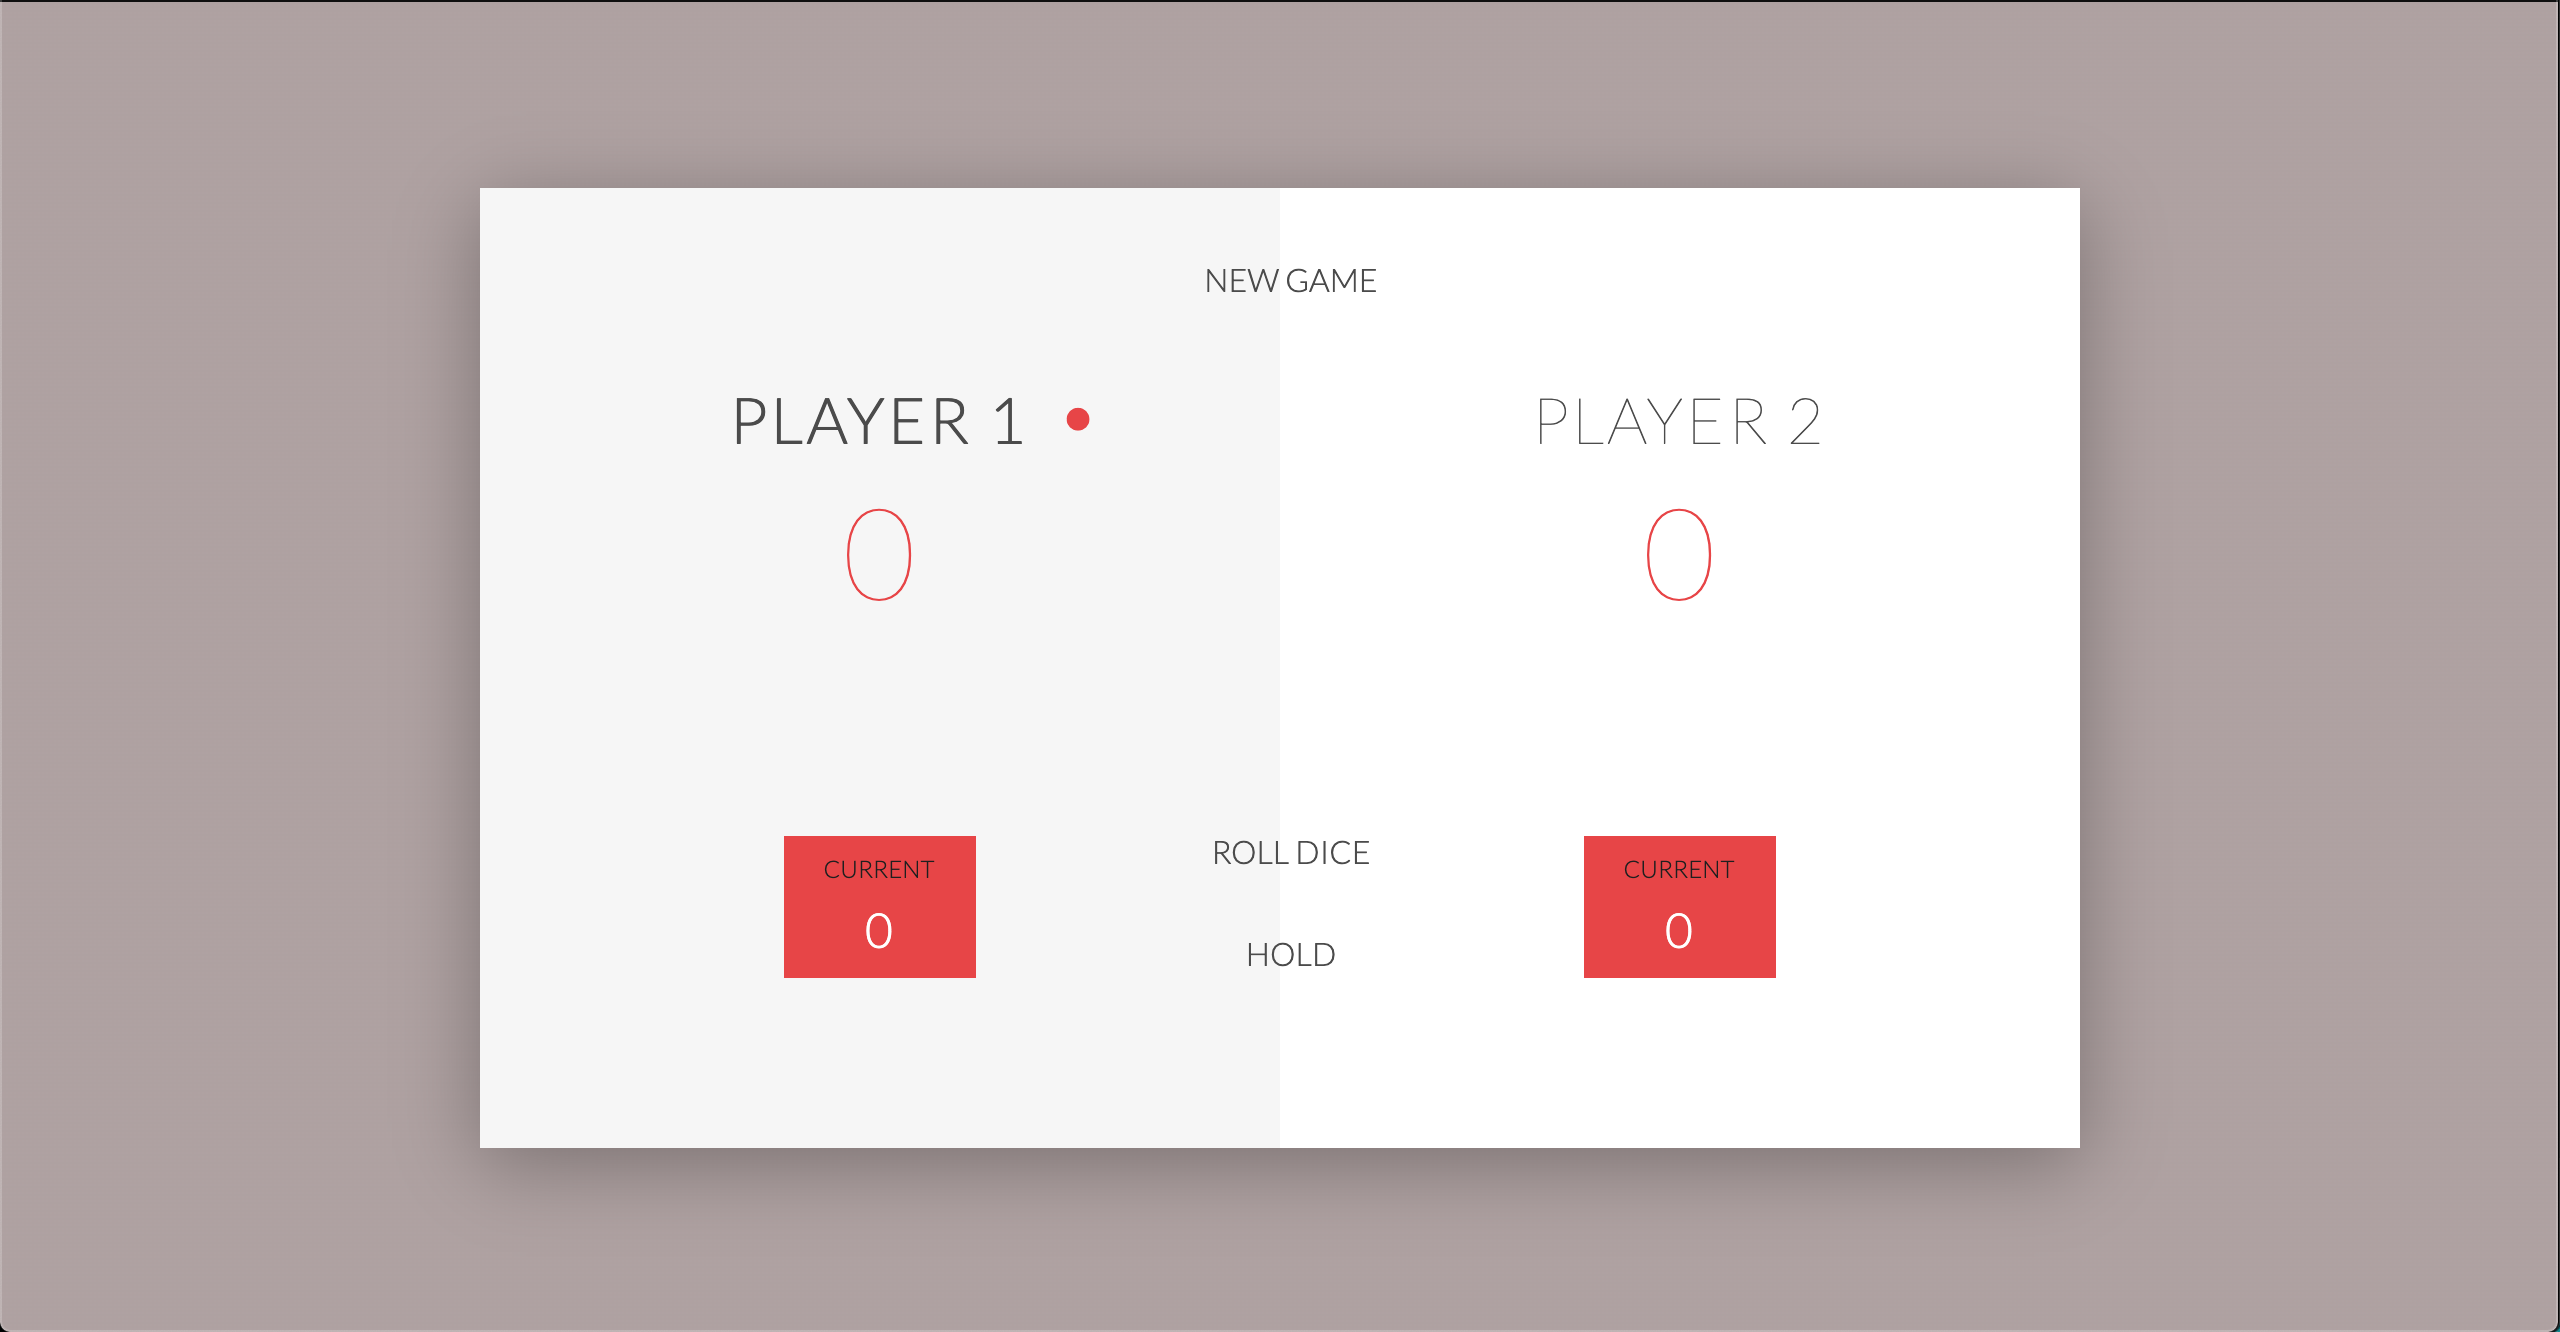 NEW GAME
PLAYER 1
PLAYER 2
0
0
CURRENT
0
ROLL DICE
HOLD
CURRENT
0